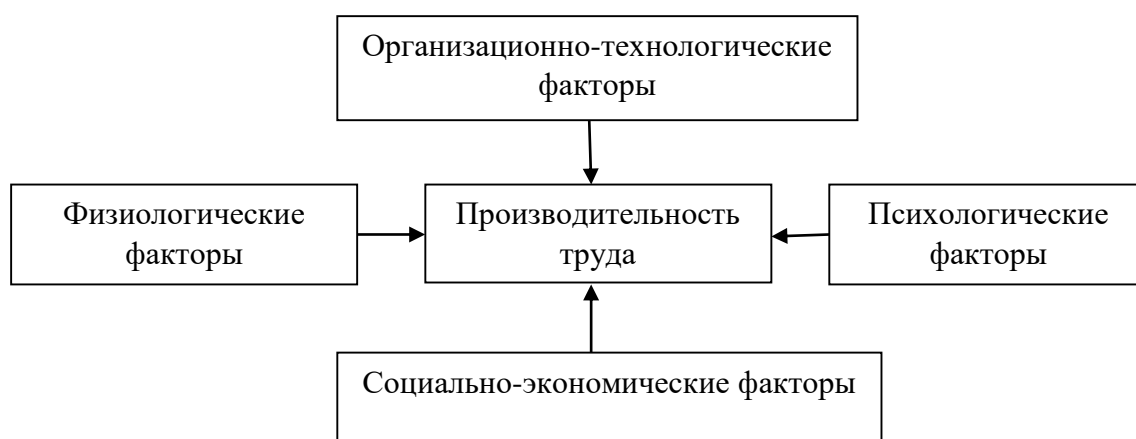 Организационно-технологические
факторы
Физиологические
факторы
Производительность
труда
Психологические
факторы
Социально-экономические факторы